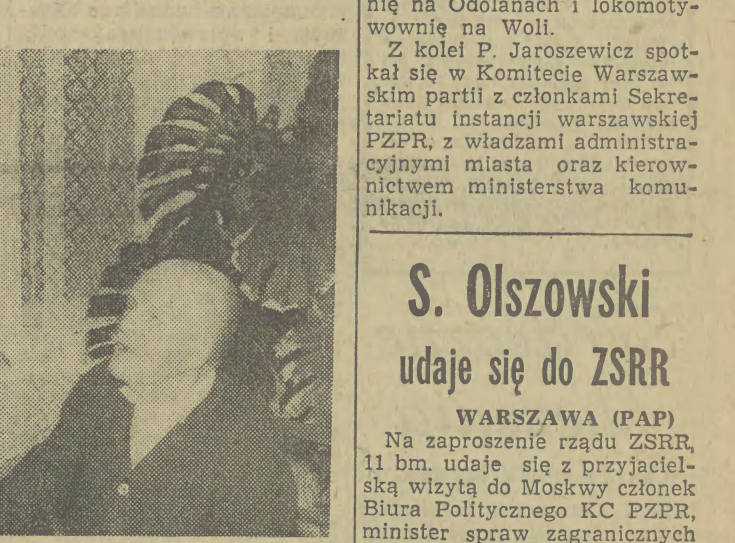 nię na Odolanach i lokomoty-
wownię na Woli.
Z kolei P. Jaroszewicz spot-
kał się w Komitecie Warszaw-
skim partii z członkami Sekre-
tariatu instancji warszawskiej
PZPR, z władzami administra-
cyjnymi miasta oraz kierow-
nictwem ministerstwa komu-
nikacji.
S. Olszowski
udaje się do ZSRR
WARSZAWA (PAP)
Na zaproszenie rządu ZSRR,
11 bm. udaje się z przyjaciel-
ską wizytą do Moskwy członek
Biura Politycznego KC PZPR,
minister spraw zagranicznych